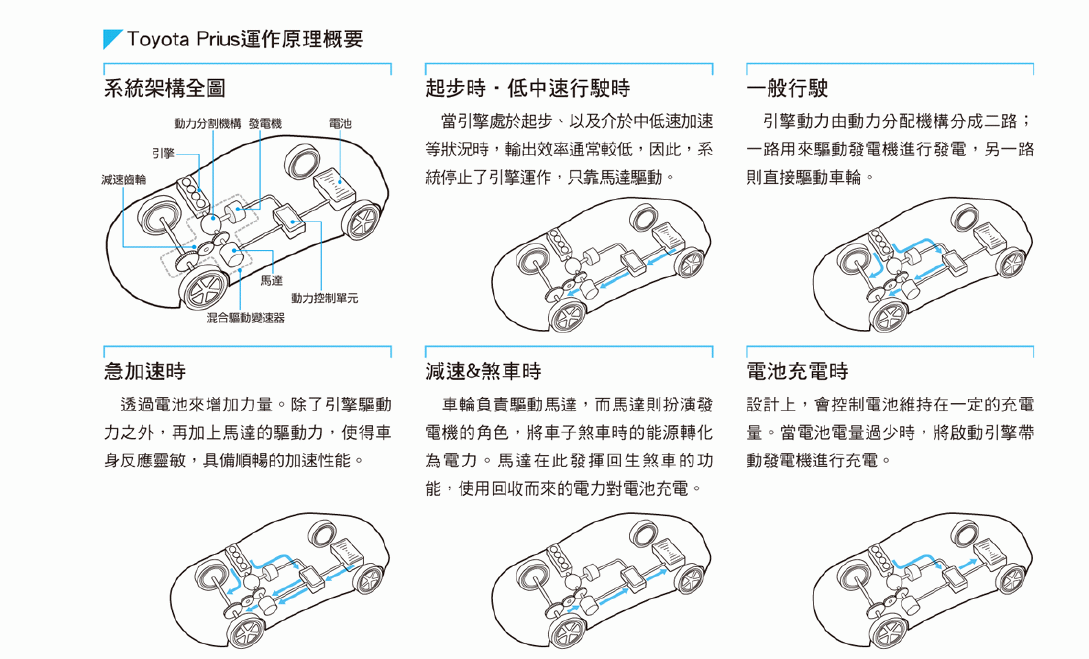 Toyota Prius運作原理概要
系統架構全圖
動力分割機構 發電機 電池
引擎
減速齒輪
馬達
動力控制單元
混合驅動變速器
起步時・低中速行駛時
當引擎處於起步、以及介於中低速加速
等狀況時，輸出效率通常較低，因此，系
統停止了引擎運作，只靠馬達驅動。
一般行駛
引擎動力由動力分配機構分成二路；
一路用來驅動發電機進行發電，另一路
則直接驅動車輪。
急加速時
透過電池來增加力量。除了引擎驅動
力之外，再加上馬達的驅動力，使得車
身反應靈敏，具備順暢的加速性能。
減速&煞車時
車輪負責驅動馬達，而馬達則扮演發
電機的角色，將車子煞車時的能源轉化
為電力。馬達在此發揮回生煞車的功
能，使用回收而來的電力對電池充電。
電池充電時
設計上，會控制電池維持在一定的充電
量。當電池電量過少時，將啟動引擎帶
動發電機進行充電。